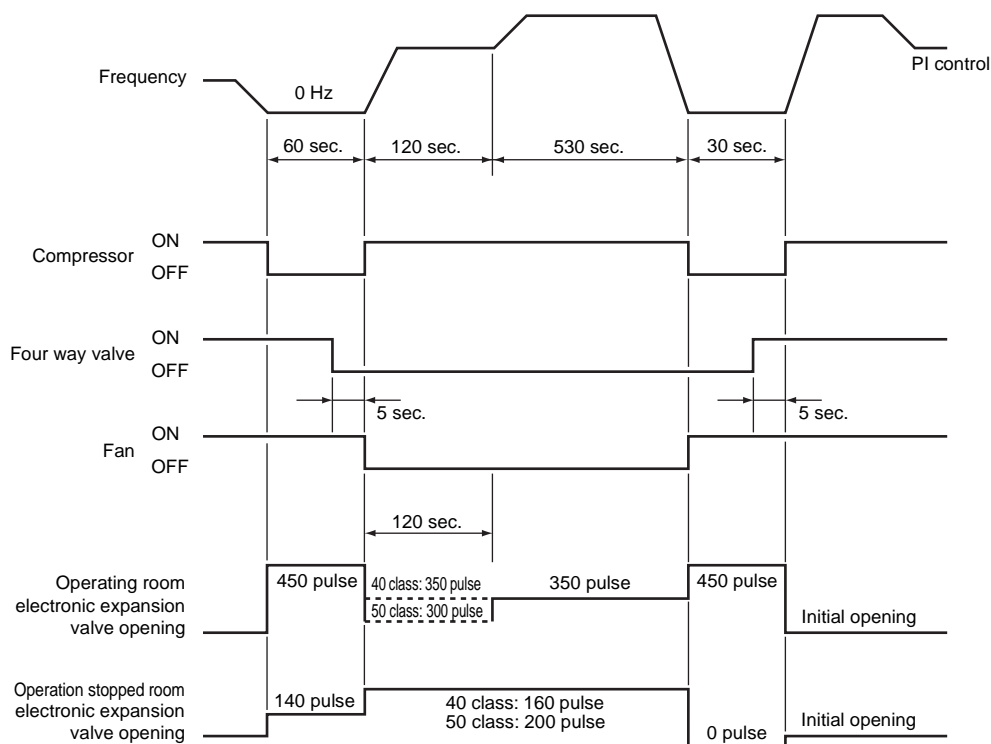 Frequency
0 Hz
PI control
60 sec.
120 sec.
530 sec.
30 sec.
Compressor
ON
OFF
Four way valve
ON
OFF
5 sec.
5 sec.
Fan
ON
OFF
120 sec.
Operating room
electronic expansion
valve opening
450 pulse
40 class: 350 pulse
50 class: 300 pulse
350 pulse
450 pulse
Initial opening
Operation stopped room
electronic expansion
valve opening
140 pulse
40 class: 160 pulse
50 class: 200 pulse
0 pulse
Initial opening